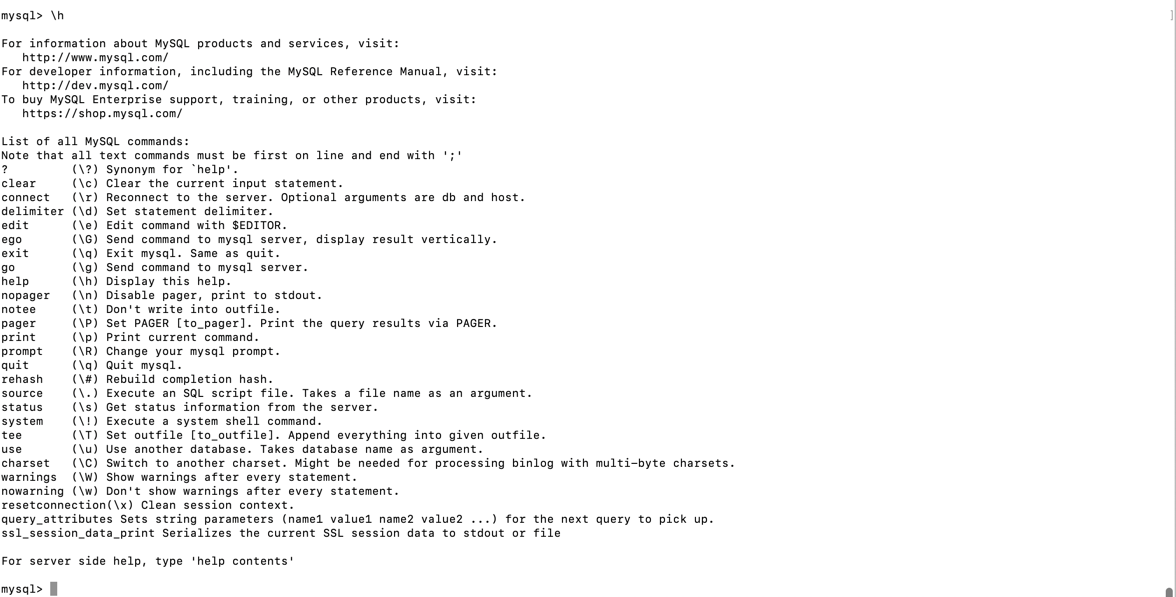 mysql> \h

For information about MySQL products and services, visit:
   http://www.mysql.com/
For developer information, including the MySQL Reference Manual, visit:
   http://dev.mysql.com/
To buy MySQL Enterprise support, training, or other products, visit:
   https://shop.mysql.com/

List of all MySQL commands:
Note that all text commands must be first on line and end with ';'
?         (\?) Synonym for `help'.
clear     (\c) Clear the current input statement.
connect   (\r) Reconnect to the server. Optional arguments are db and host.
delimiter (\d) Set statement delimiter.
edit      (\e) Edit command with $EDITOR.
ego       (\G) Send command to mysql server, display result vertically.
exit      (\q) Exit mysql. Same as quit.
go        (\g) Send command to mysql server.
help      (\h) Display this help.
nopager   (\n) Disable pager, print to stdout.
notee     (\t) Don't write into outfile.
pager     (\P) Set PAGER [to_pager]. Print the query results via PAGER.
print     (\p) Print current command.
prompt    (\R) Change your mysql prompt.
quit      (\q) Quit mysql.
rehash    (\#) Rebuild completion hash.
source    (\.) Execute an SQL script file. Takes a file name as an argument.
status    (\s) Get status information from the server.
system    (\!) Execute a system shell command.
tee       (\T) Set outfile [to_outfile]. Append everything into given outfile.
use       (\u) Use another database. Takes database name as argument.
charset   (\C) Switch to another charset. Might be needed for processing binlog with multi-byte charsets.
warnings  (\W) Show warnings after every statement.
nowarning (\w) Don't show warnings after every statement.
resetconnection(\x) Clean session context.
query_attributes Sets string parameters (name1 value1 name2 value2 ...) for the next query to pick up.
ssl_session_data_print Serializes the current SSL session data to stdout or file

For server side help, type 'help contents'

mysql>